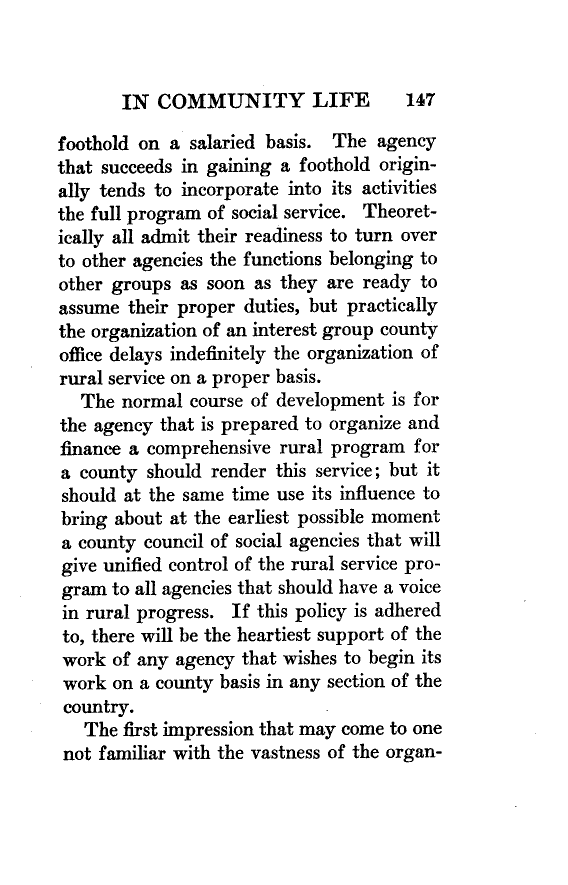 IN COMMUNITY LIFE 147
foothold on a salaried basis. The agency
that succeeds in gaining a foothold origin-
ally tends to incorporate into its activities
the full program of social service. Theoret-
ically all admit their readiness to turn over
to other agencies the functions belonging to
other groups as soon as they are ready to
assume their proper duties, but practically
the organization of an interest group county
office delays indefinitely the organization of
rural service on a proper basis.
The normal course of development is for
the agency that is prepared to organize and
finance a comprehensive rural program for
a county should render this service; but it
should at the same time use its influence to
bring about at the earliest possible moment
a county council of social agencies that will
give unified control of the rural service pro-
gram to all agencies that should have a voice
in rural progress. If this policy is adhered
to, there will be the heartiest support of the
work of any agency that wishes to begin its
work on a county basis in any section of the
country.
The first impression that may come to one
not familiar with the vastness of the organ-